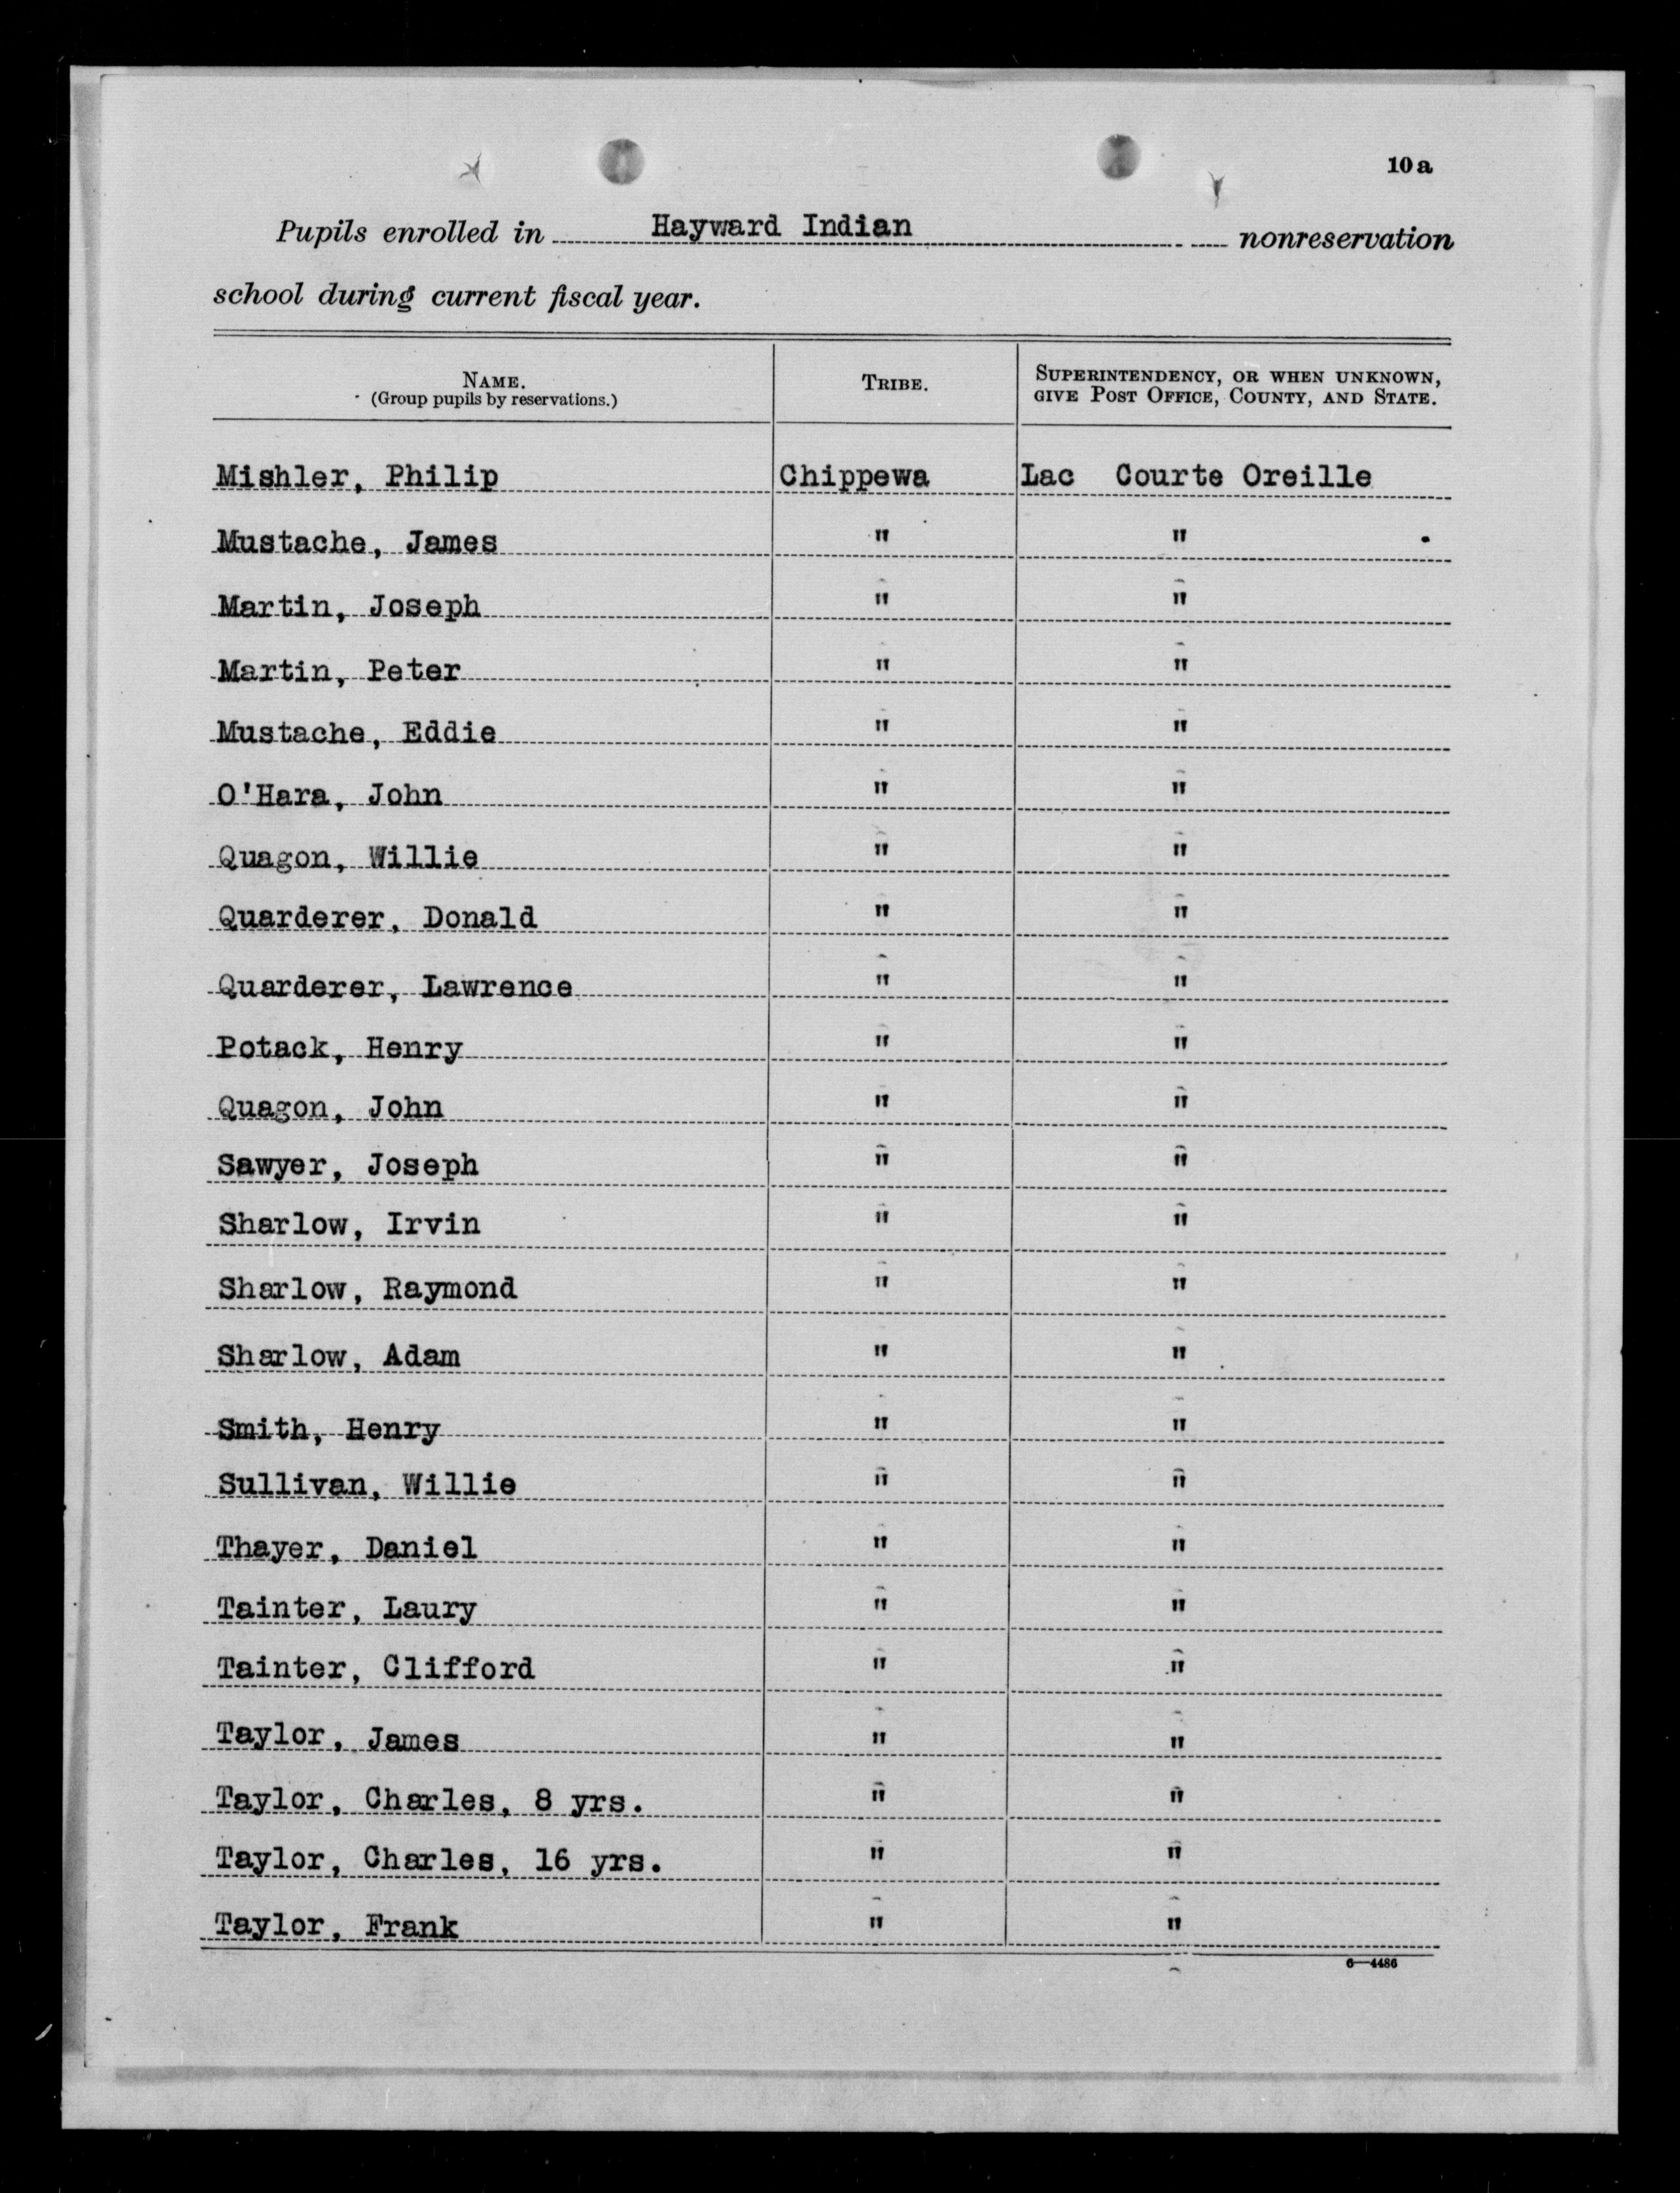 10a
Pupils enrolled in Hayward Indian nonreservation
school during current fiscal year.
NAME. TRIBE. SUPERINTENDENCY, OR WHEN UNKNOWN,
(Group pupils by reservations.) GIVE POST OFFICE, COUNTY, AND STATE.
Mishler, Philip Chippewa Lac Courte Oreille
Mustache, James " "
Martin, Joseph " "
Martin, Peter " "
Mustache, Eddie " "
O'Hara, John " "
Quagon, Willie " "
Quarderer, Donald " "
Quarderer, Lawrence " "
Potack, Henry " "
Quagon, John " "
Sawyer, Joseph " "
Sharlow, Irvin " "
Sharlow, Raymond " "
Sharlow, Adam " "
Smith, Henry " "
Sullivan, Willie " "
Thayer, Daniel " "
Tainter, Laury " "
Tainter, Clifford " "
Taylor, James " "
Taylor, Charles, 8 yrs. " "
Taylor, Charles, 16 yrs. " "
Taylor, Frank " "
6—4486